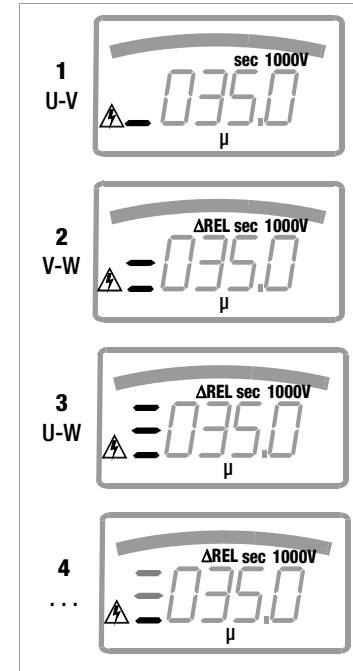 1
U-V
sec 1000V
035.0
µ
2
V-W
ΔREL sec 1000V
035.0
µ
3
U-W
ΔREL sec 1000V
035.0
µ
4
. . .
ΔREL sec 1000V
035.0
µ